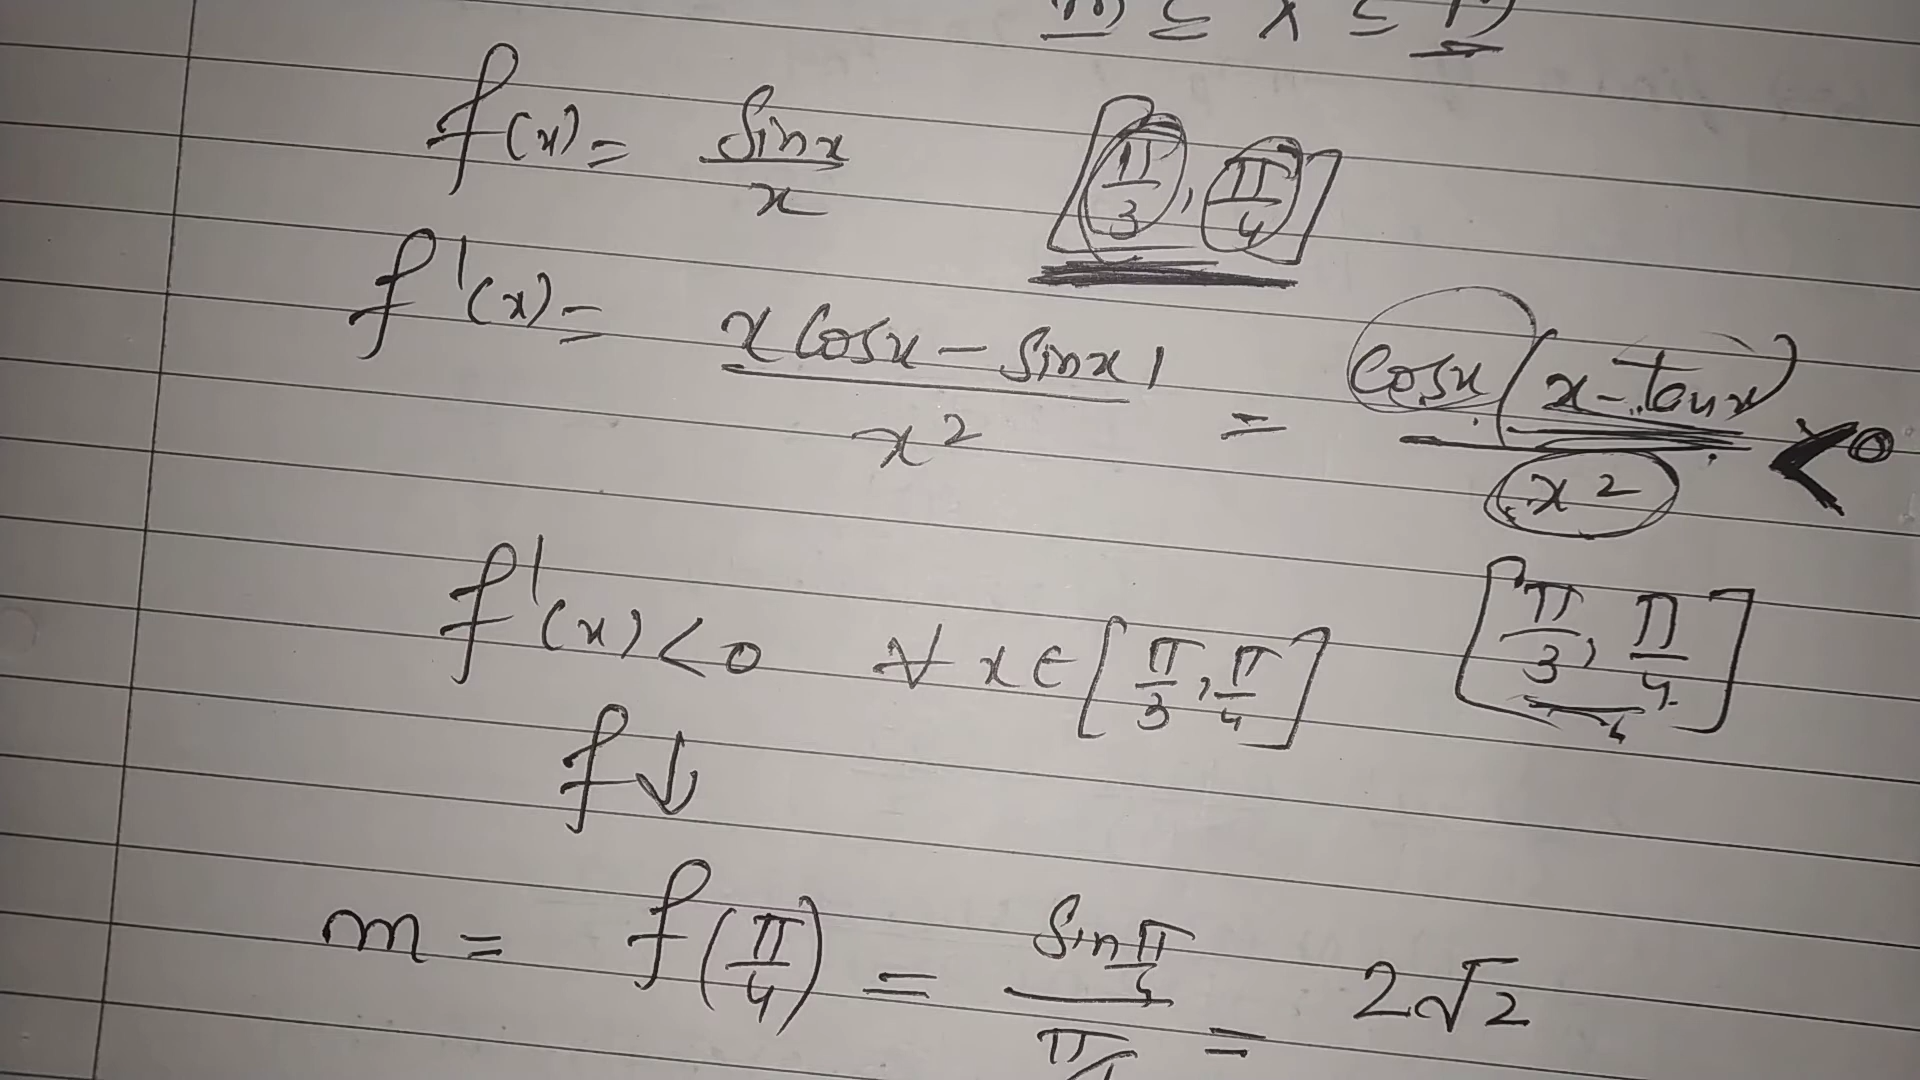 m ≤ x ≤
f(x) = sinx / x [π/3, π/4]
f'(x) = x cosx - sinx 1 / x² = cosx (x - tanx) / x² < 0
f'(x) < 0 ∀ x ∈ [π/3, π/4] [π/3, π/4]
f ↓
m = f(π/4) = sin π/4 / π/4 = 2√2